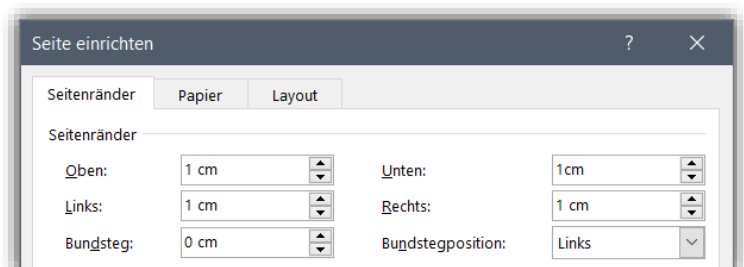 Seite einrichten ? ×
Seitenränder Papier Layout
Seitenränder
Oben: 1 cm Unten: 1cm
Links: 1 cm Rechts: 1 cm
Bundsteg: 0 cm Bundstegposition: Links